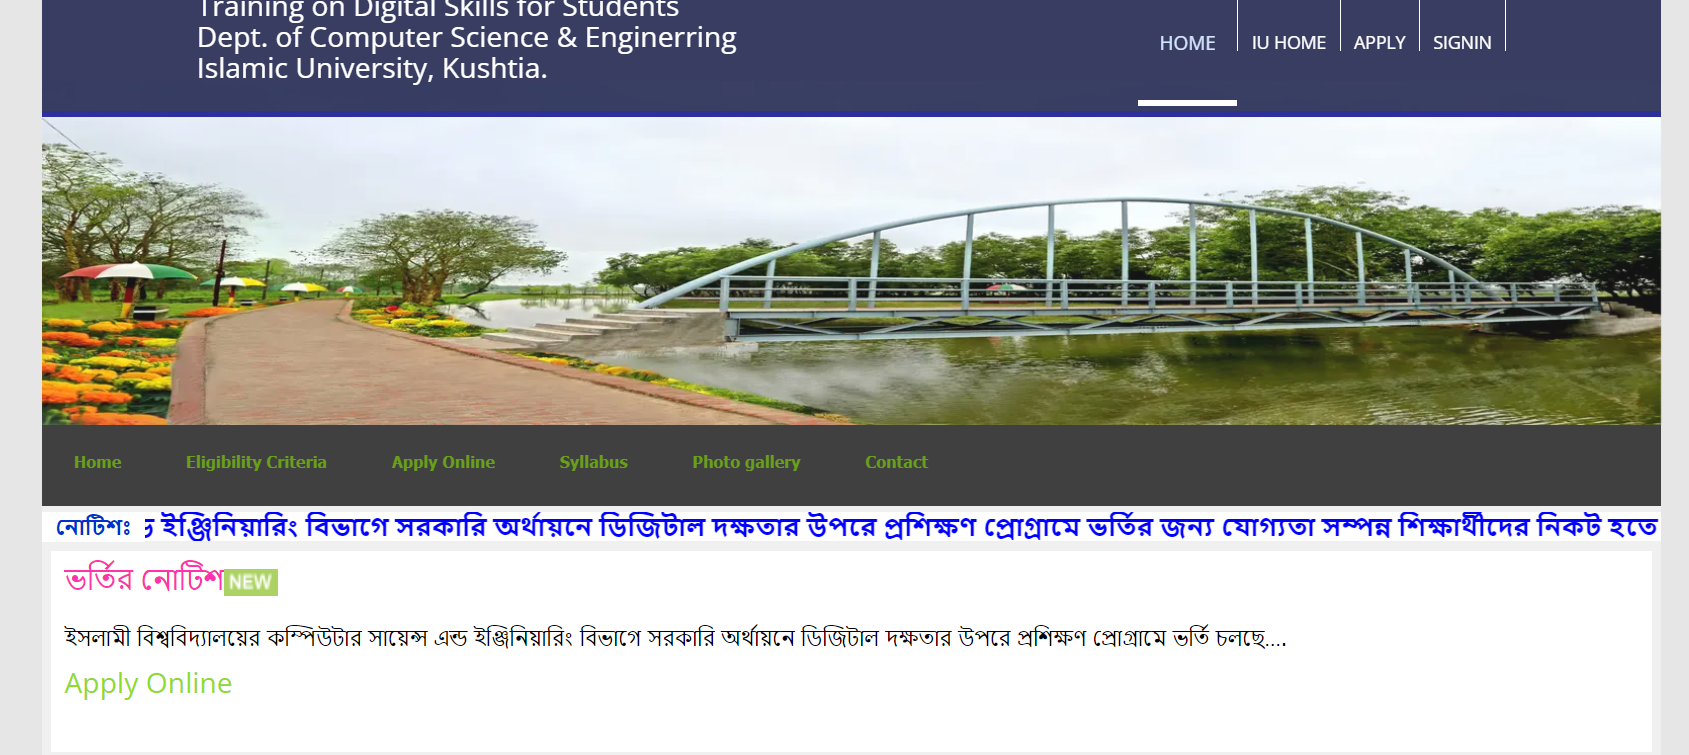 Training on Digital Skills for Students
Dept. of Computer Science & Enginerring
Islamic University, Kushtia.
HOME
IU HOME
APPLY
SIGNIN
Home
Eligibility Criteria
Apply Online
Syllabus
Photo gallery
Contact
নোটিশঃ ইঞ্জিনিয়ারিং বিভাগে সরকারি অর্থায়নে ডিজিটাল দক্ষতার উপরে প্রশিক্ষণ প্রোগ্রামে ভর্তির জন্য যোগ্যতা সম্পন্ন শিক্ষার্থীদের নিকট হতে
ভর্তির নোটিশ NEW
ইসলামী বিশ্ববিদ্যালয়ের কম্পিউটার সায়েন্স এন্ড ইঞ্জিনিয়ারিং বিভাগে সরকারি অর্থায়নে ডিজিটাল দক্ষতার উপরে প্রশিক্ষণ প্রোগ্রামে ভর্তি চলছে....
Apply Online